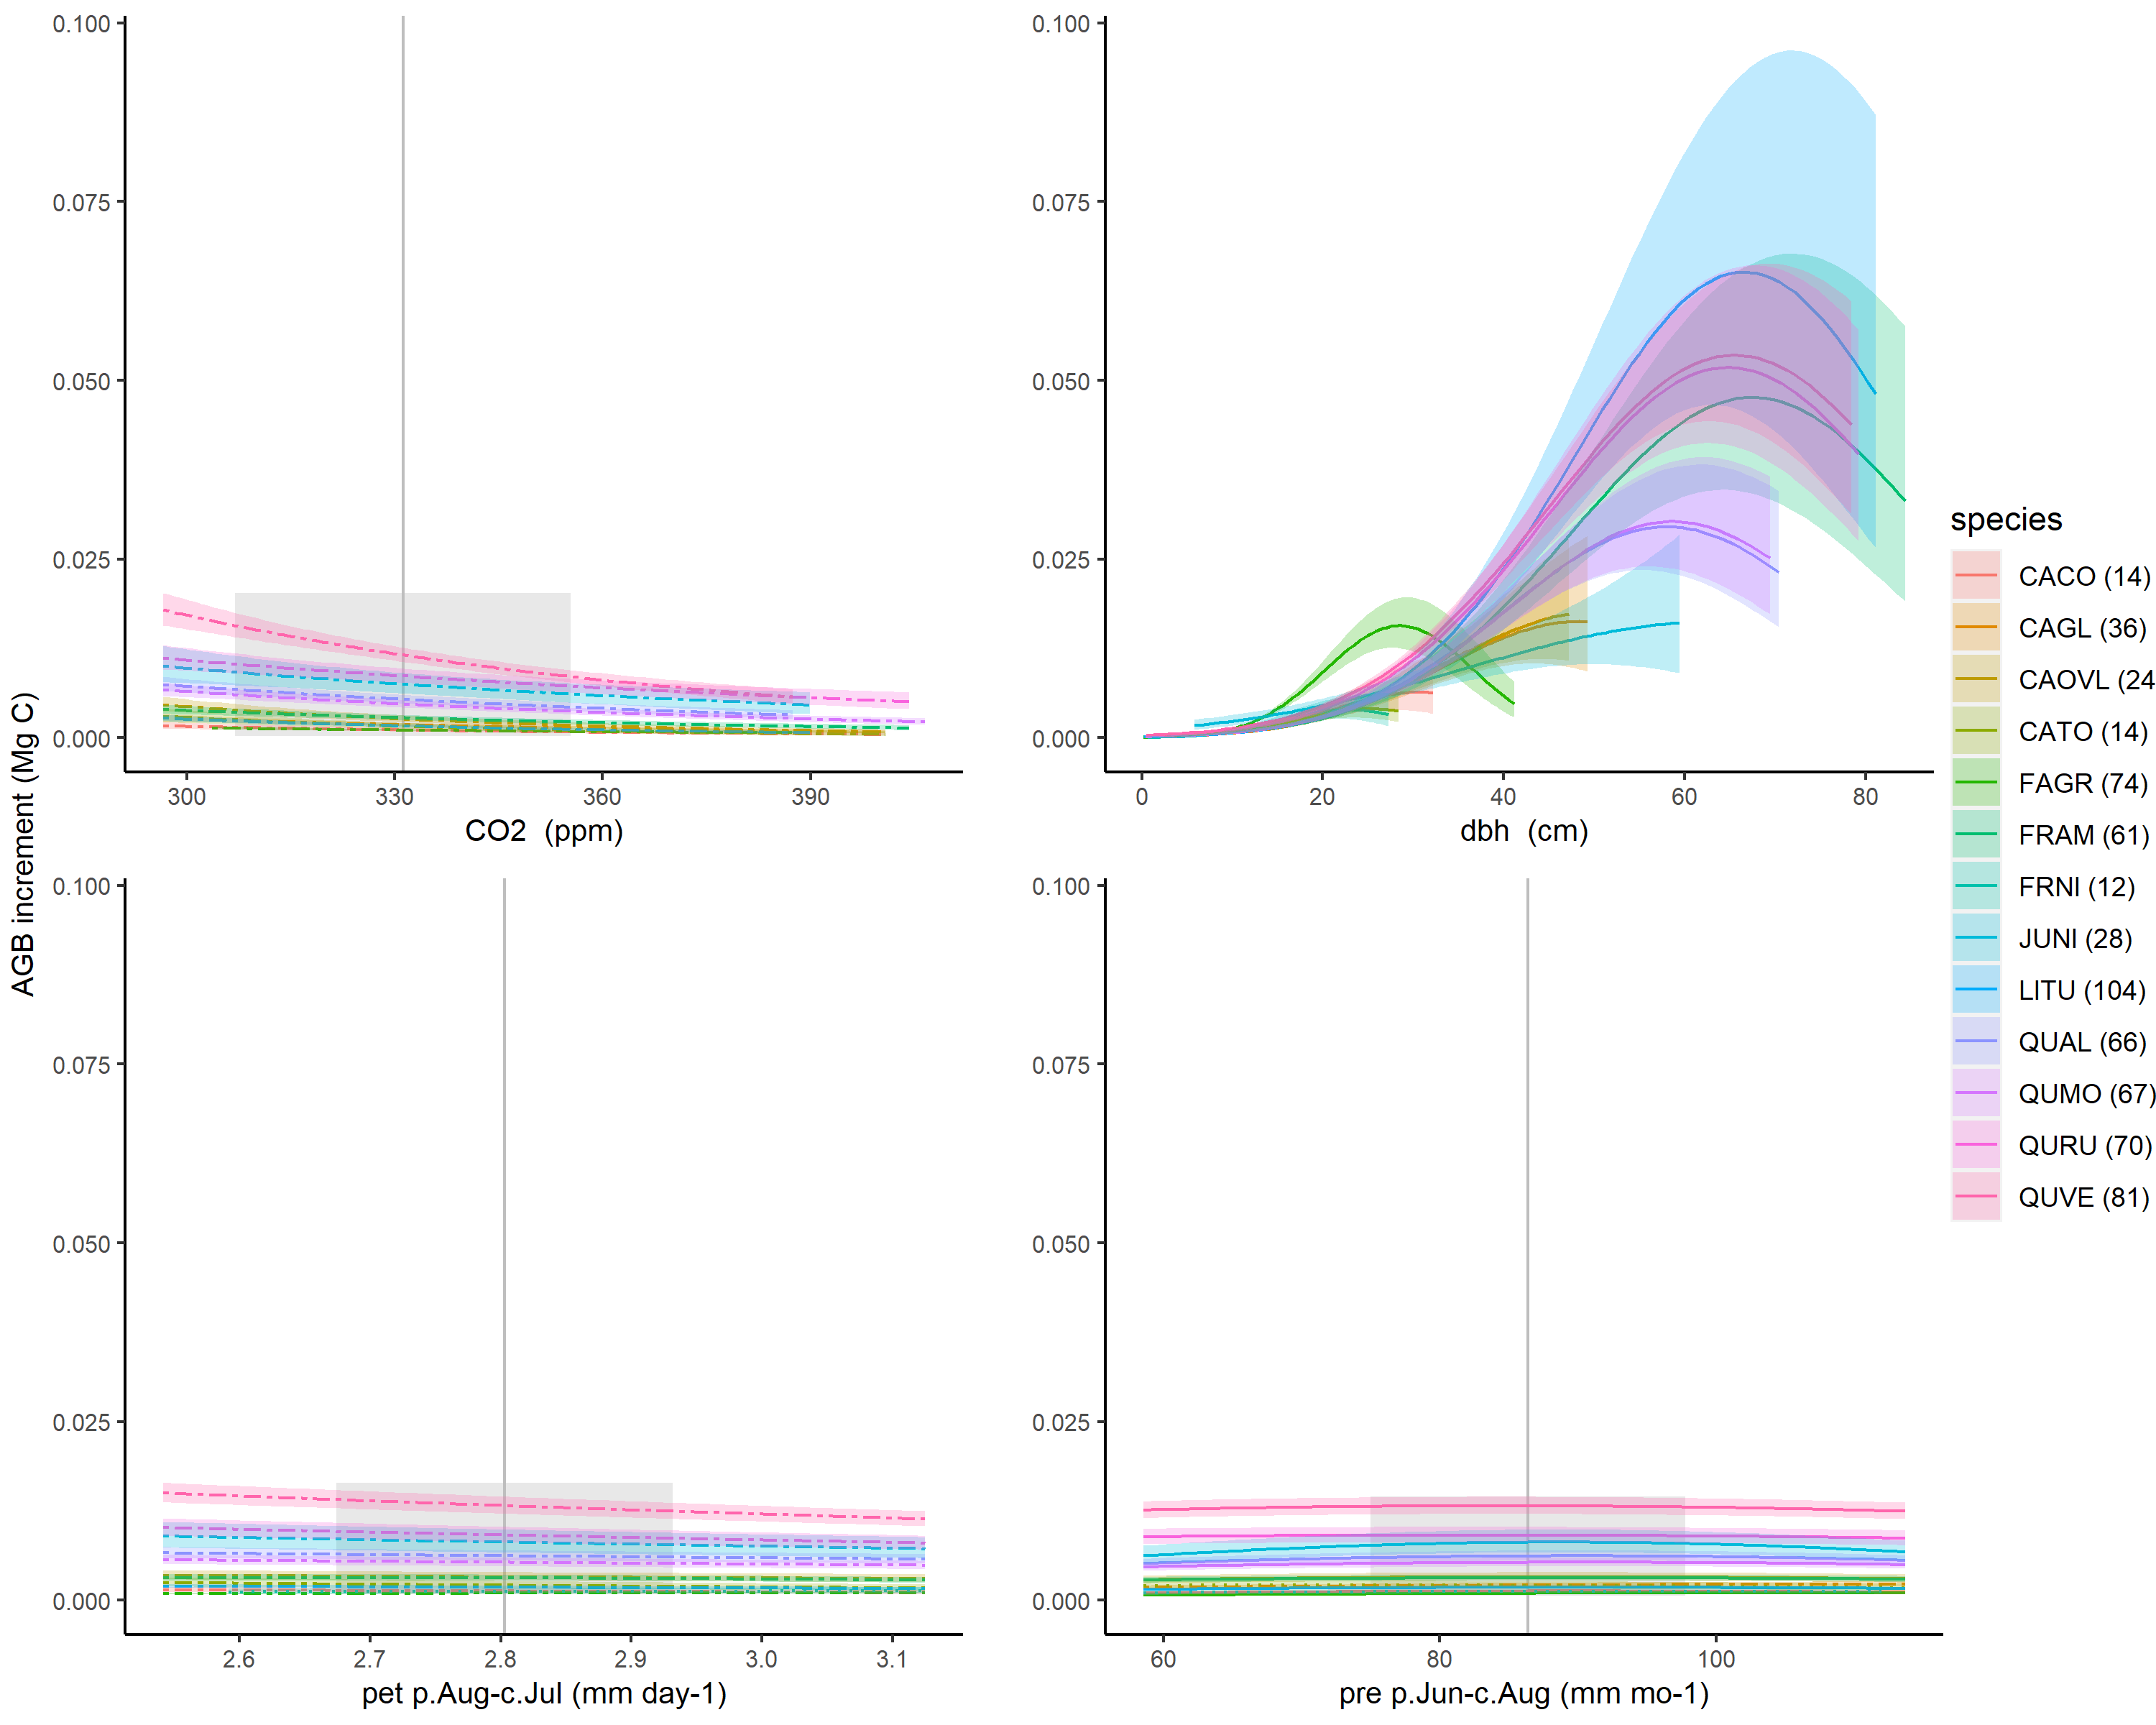 AGB increment (Mg C)
0.100
0.075
0.050
0.025
0.000
300 330 360 390
CO2 (ppm)
0.100
0.075
0.050
0.025
0.000
0 20 40 60 80
dbh (cm)
0.100
0.075
0.050
0.025
0.000
2.6 2.7 2.8 2.9 3.0 3.1
pet p.Aug-c.Jul (mm day-1)
0.100
0.075
0.050
0.025
0.000
60 80 100
pre p.Jun-c.Aug (mm mo-1)
species
CACO (14)
CAGL (36)
CAOVL (24
CATO (14)
FAGR (74)
FRAM (61)
FRNI (12)
JUNI (28)
LITU (104)
QUAL (66)
QUMO (67)
QURU (70)
QUVE (81)